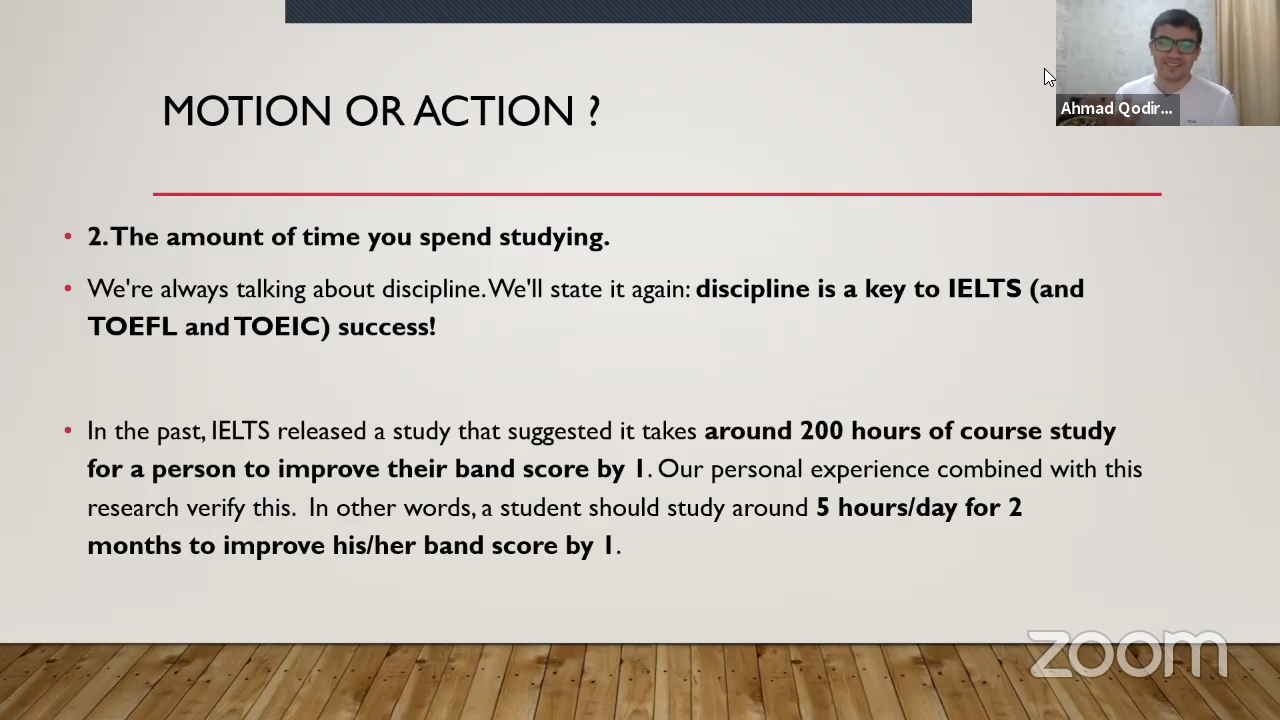 MOTION OR ACTION ?
Ahmad Qodir...
• 2. The amount of time you spend studying.
• We're always talking about discipline. We'll state it again: discipline is a key to IELTS (and
TOEFL and TOEIC) success!
• In the past, IELTS released a study that suggested it takes around 200 hours of course study
for a person to improve their band score by 1. Our personal experience combined with this
research verify this.  In other words, a student should study around 5 hours/day for 2
months to improve his/her band score by 1.
zoom